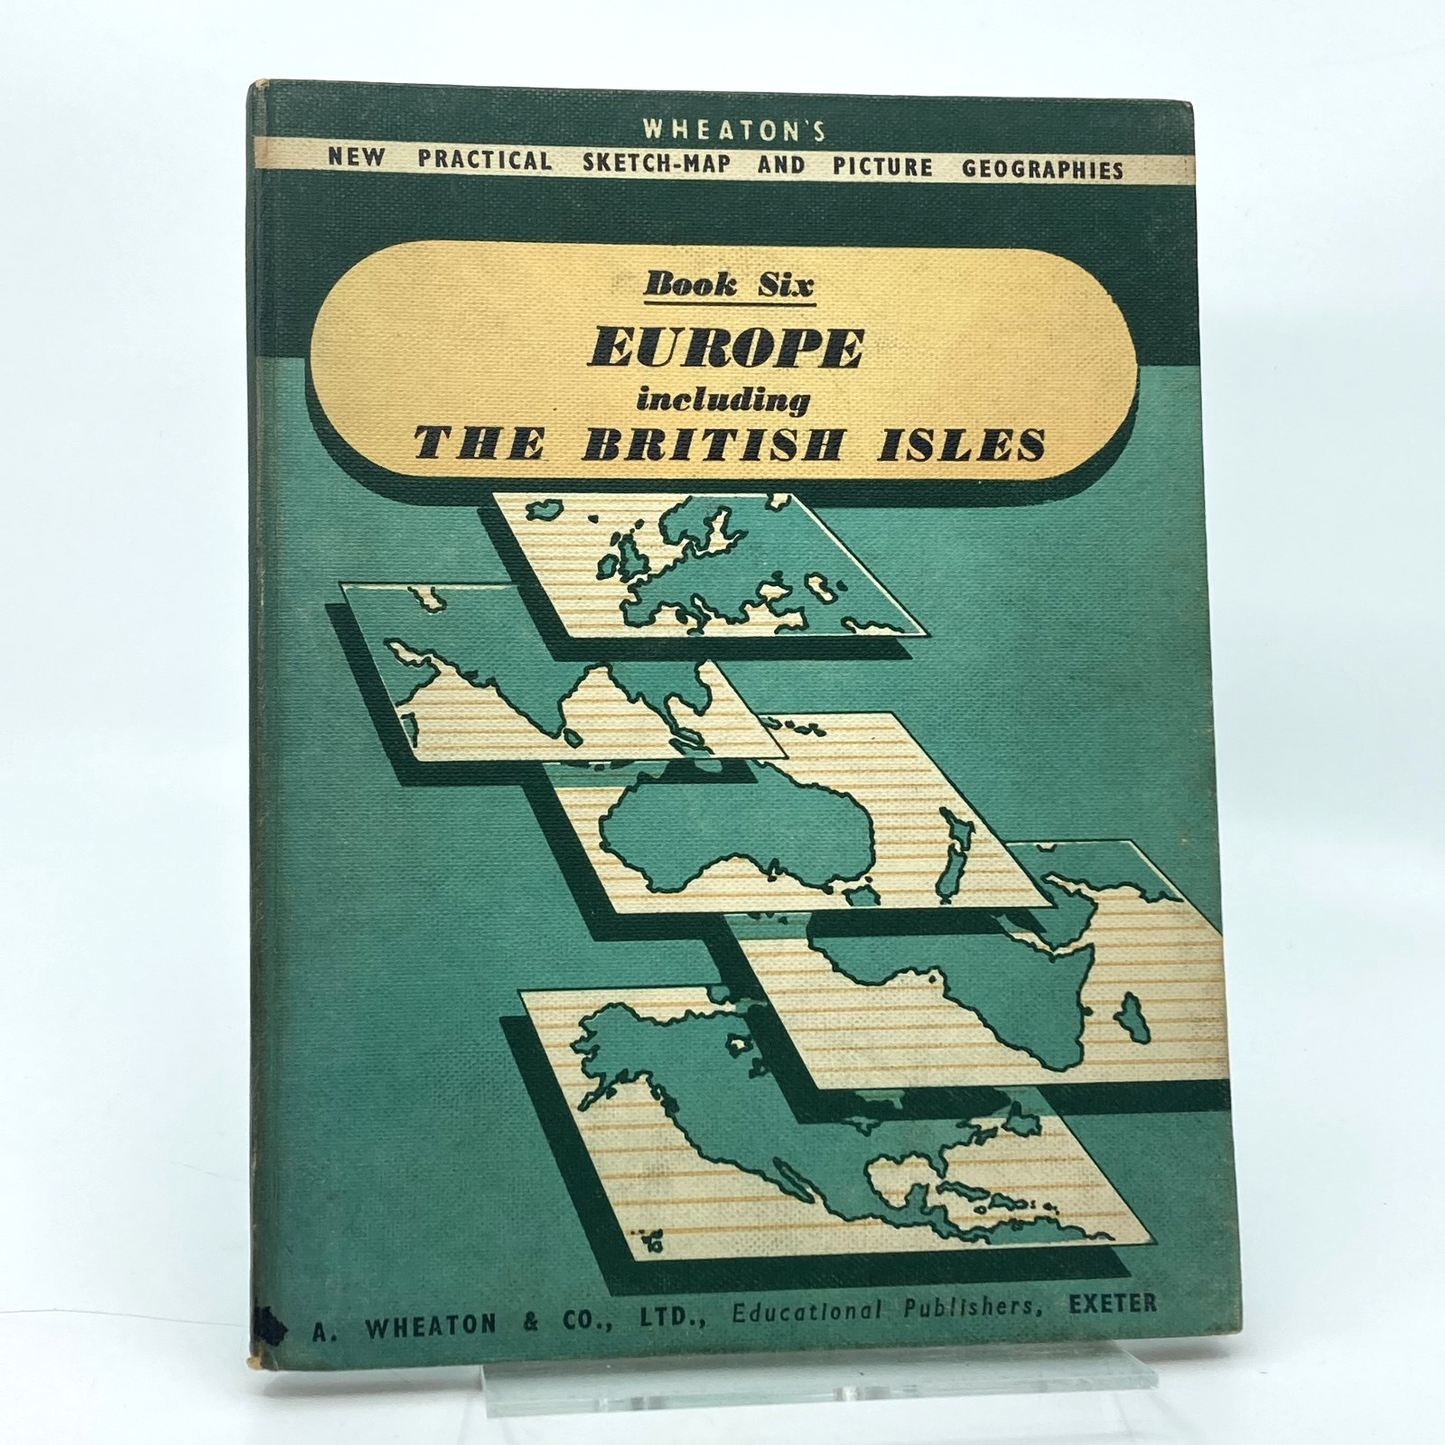 WHEATON'S
NEW PRACTICAL SKETCH-MAP AND PICTURE GEOGRAPHIES
Book Six
EUROPE
including
THE BRITISH ISLES
A. WHEATON & CO., LTD., Educational Publishers, EXETER